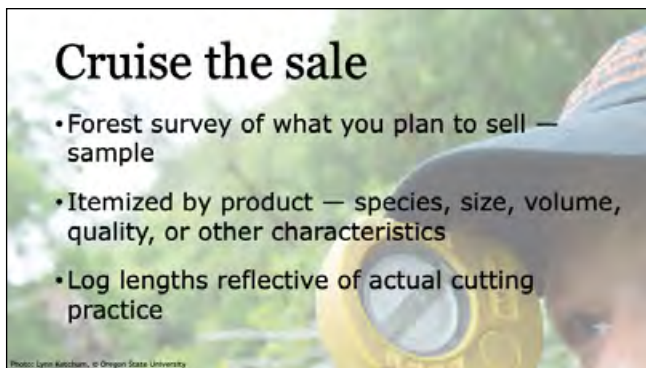 Cruise the sale
•Forest survey of what you plan to sell —
sample
•Itemized by product — species, size, volume,
quality, or other characteristics
•Log lengths reflective of actual cutting
practice
Photo: Lynn Ketchum, © Oregon State University